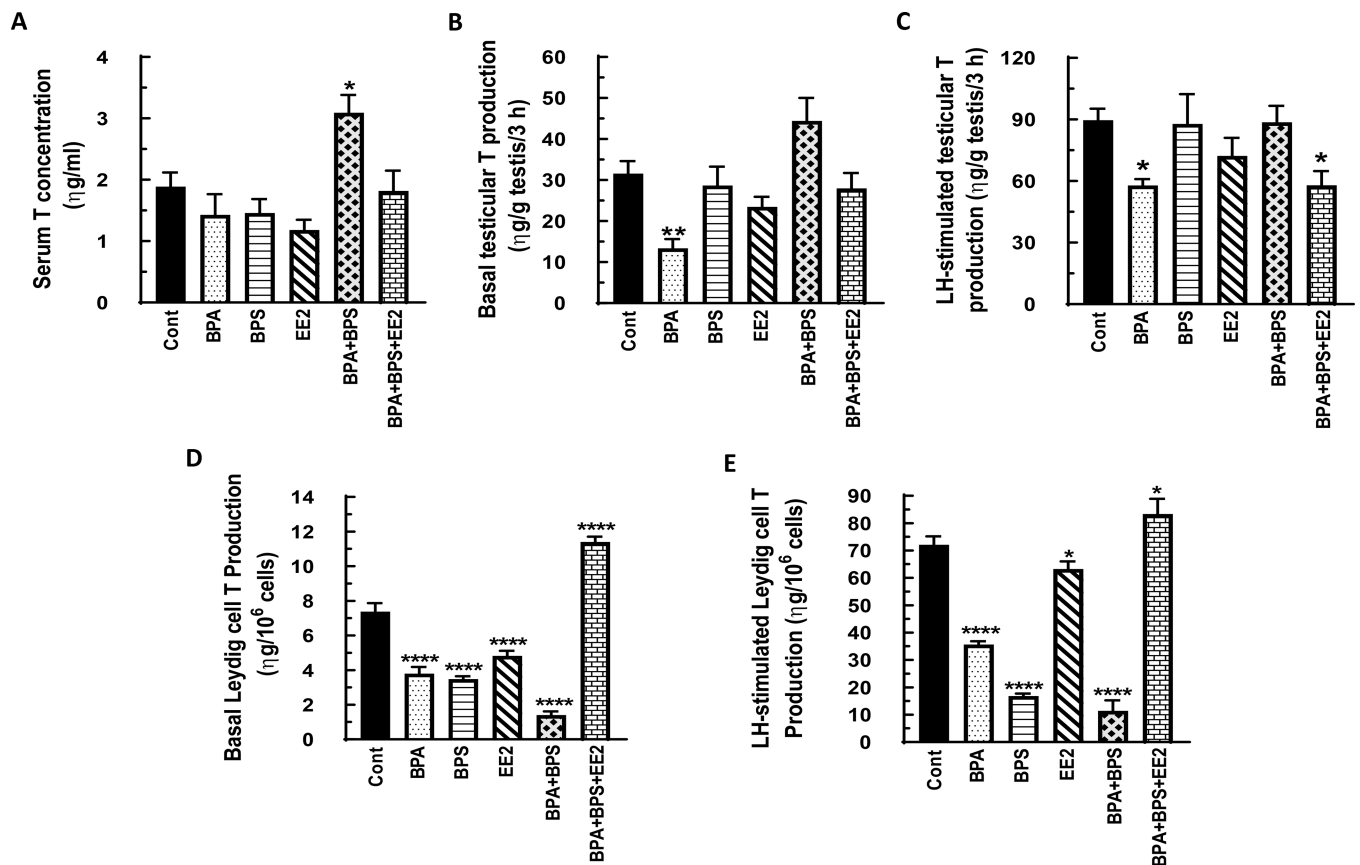 A
Serum T concentration
(ηg/ml)
4
3
2
1
0
*
Cont
BPA
BPS
EE2
BPA+BPS
BPA+BPS+EE2
B
Basal testicular T production
(ηg/g testis/3 h)
60
50
40
30
20
10
0
**
Cont
BPA
BPS
EE2
BPA+BPS
BPA+BPS+EE2
C
LH-stimulated testicular T
production (ηg/g testis/3 h)
120
90
60
30
0
*
*
Cont
BPA
BPS
EE2
BPA+BPS
BPA+BPS+EE2
D
Basal Leydig cell T Production
(ηg/10⁶ cells)
14
12
10
8
6
4
2
0
****
****
****
****
****
Cont
BPA
BPS
EE2
BPA+BPS
BPA+BPS+EE2
E
LH-stimulated Leydig cell T
Production (ηg/10⁶ cells)
90
80
70
60
50
40
30
20
10
0
****
****
*
****
*
Cont
BPA
BPS
EE2
BPA+BPS
BPA+BPS+EE2